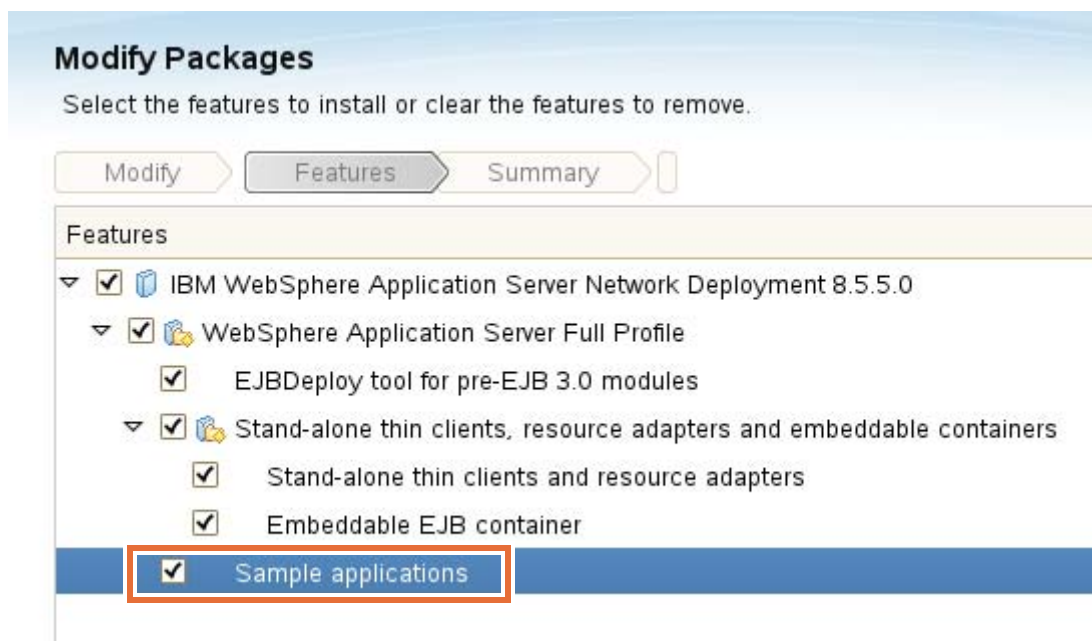 Modify Packages
Select the features to install or clear the features to remove.
Modify Features Summary
Features
IBM WebSphere Application Server Network Deployment 8.5.5.0
WebSphere Application Server Full Profile
EJBDeploy tool for pre-EJB 3.0 modules
Stand-alone thin clients, resource adapters and embeddable containers
Stand-alone thin clients and resource adapters
Embeddable EJB container
Sample applications